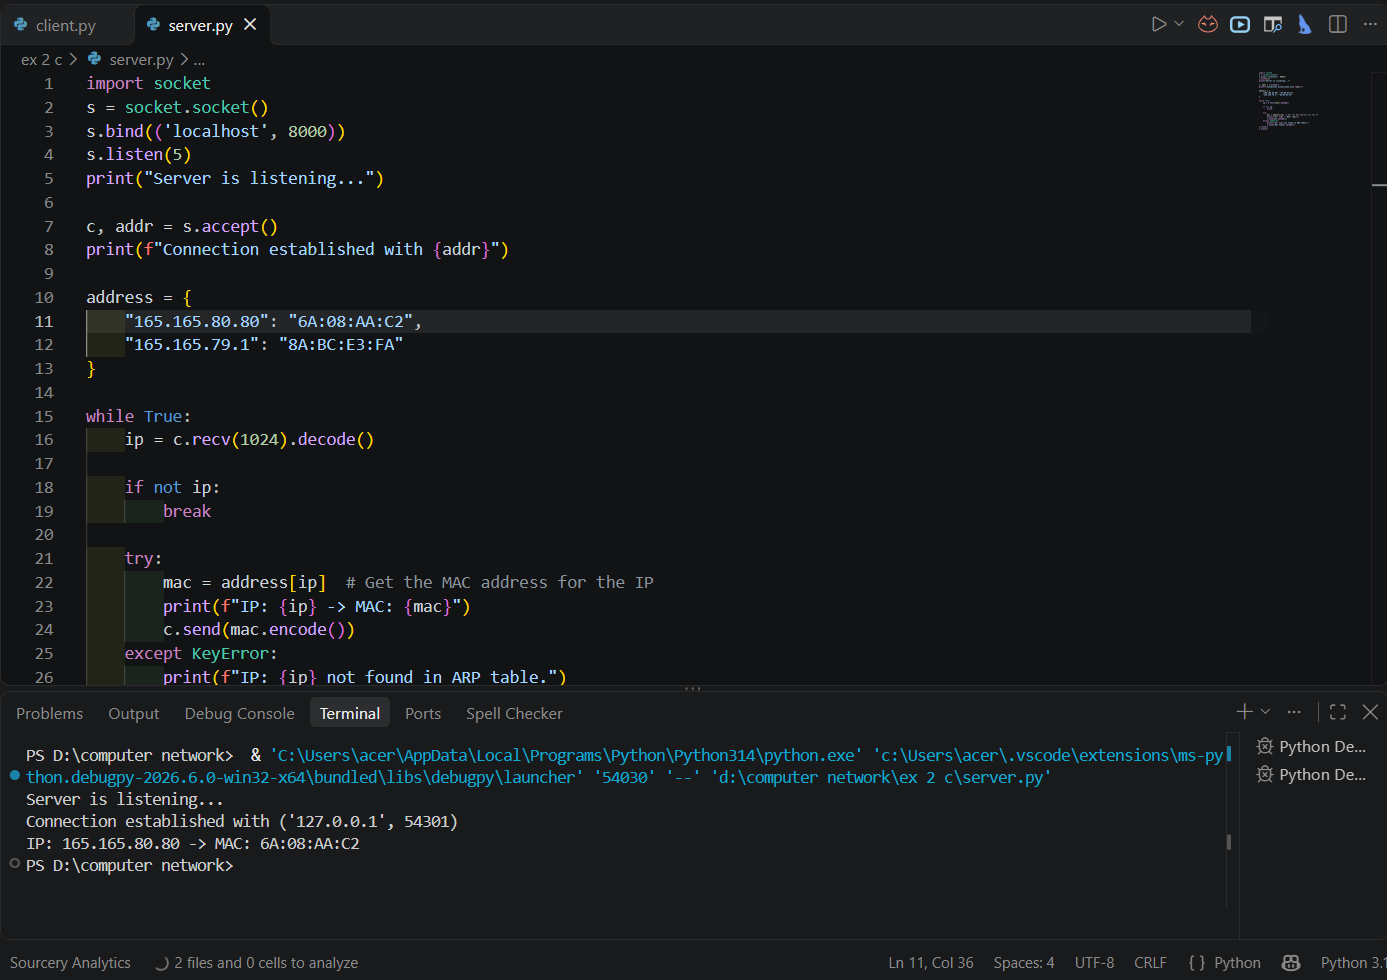 client.py
server.py
ex 2 c > server.py > ...
1 import socket
2 s = socket.socket()
3 s.bind(('localhost', 8000))
4 s.listen(5)
5 print("Server is listening...")
6
7 c, addr = s.accept()
8 print(f"Connection established with {addr}")
9
10 address = {
11     "165.165.80.80": "6A:08:AA:C2",
12     "165.165.79.1": "8A:BC:E3:FA"
13 }
14
15 while True:
16     ip = c.recv(1024).decode()
17
18     if not ip:
19         break
20
21     try:
22         mac = address[ip]  # Get the MAC address for the IP
23         print(f"IP: {ip} -> MAC: {mac}")
24         c.send(mac.encode())
25     except KeyError:
26         print(f"IP: {ip} not found in ARP table.")
Problems Output Debug Console Terminal Ports Spell Checker
PS D:\computer network>  & 'C:\Users\acer\AppData\Local\Programs\Python\Python314\python.exe' 'c:\Users\acer\.vscode\extensions\ms-py
thon.debugpy-2026.6.0-win32-x64\bundled\libs\debugpy\launcher' '54030' '--' 'd:\computer network\ex 2 c\server.py'
Server is listening...
Connection established with ('127.0.0.1', 54301)
IP: 165.165.80.80 -> MAC: 6A:08:AA:C2
PS D:\computer network>
Python De...
Python De...
Sourcery Analytics 2 files and 0 cells to analyze Ln 11, Col 36 Spaces: 4 UTF-8 CRLF { } Python Python 3.1